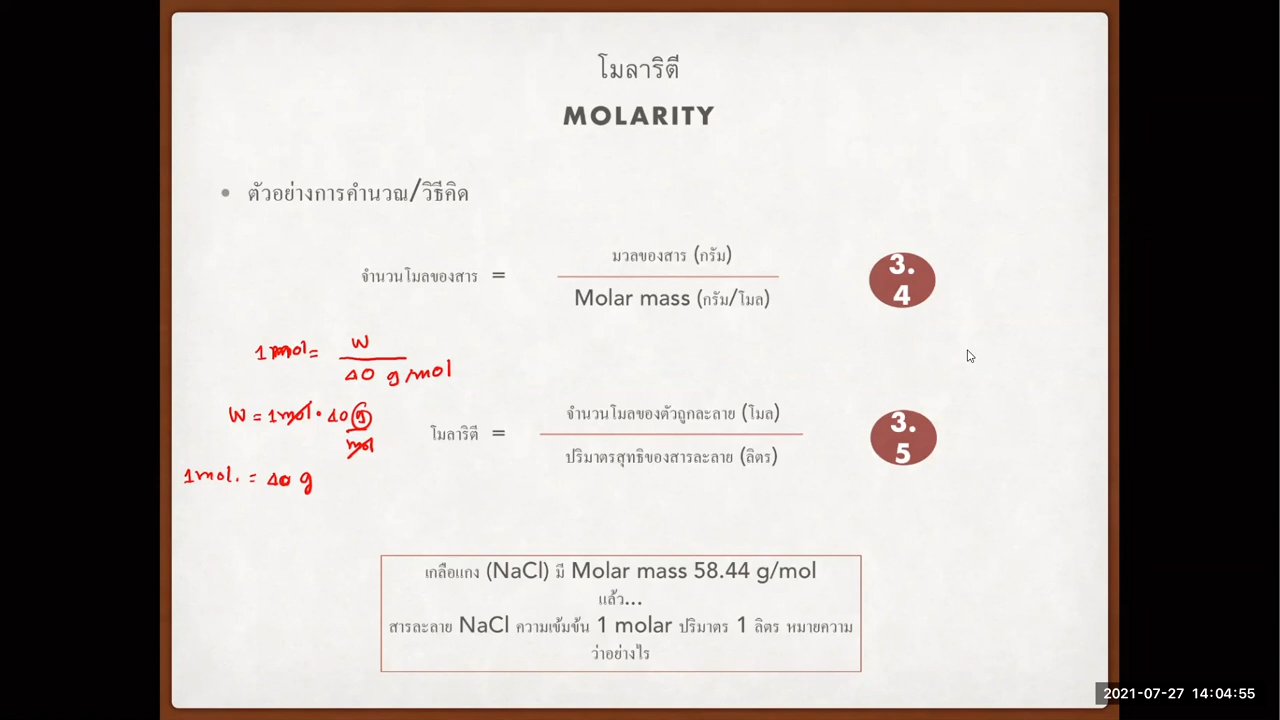 โมลาริตี
MOLARITY
ตัวอย่างการคำนวณ/วิธีคิด
จำนวนโมลของสาร = มวลของสาร (กรัม)
Molar mass (กรัม/โมล)
3.
4
1mol = W
40 g/mol
W = 1mol · 40 g
mol
1mol. = 40 g
โมลาริตี = จำนวนโมลของตัวถูกละลาย (โมล)
ปริมาตรสุทธิของสารละลาย (ลิตร)
3.
5
เกลือแกง (NaCl) มี Molar mass 58.44 g/mol
แล้ว...
สารละลาย NaCl ความเข้มข้น 1 molar ปริมาตร 1 ลิตร หมายความ
ว่าอย่างไร
2021-07-27 14:04:55